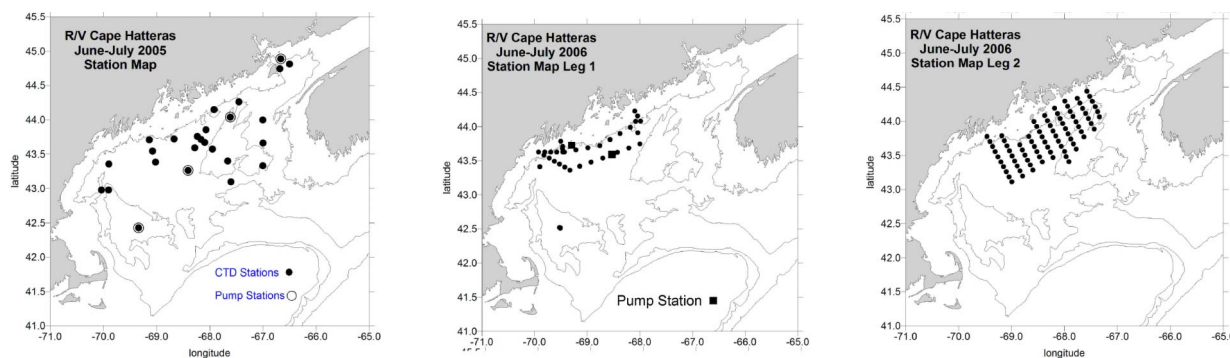 R/V Cape Hatteras
June-July 2005
Station Map
CTD Stations
Pump Stations
45.5
45.0
44.5
44.0
43.5
43.0
42.5
42.0
41.5
41.0
latitude
-71.0 -70.0 -69.0 -68.0 -67.0 -66.0 -65.0
longitude
R/V Cape Hatteras
June-July 2006
Station Map Leg 1
Pump Station
45.5
45.0
44.5
44.0
43.5
43.0
42.5
42.0
41.5
41.0
latitude
-71.0 -70.0 -69.0 -68.0 -67.0 -66.0 -65.0
longitude
R/V Cape Hatteras
June-July 2006
Station Map Leg 2
45.5
45.0
44.5
44.0
43.5
43.0
42.5
42.0
41.5
41.0
latitude
-71.0 -70.0 -69.0 -68.0 -67.0 -66.0 -65.0
longitude